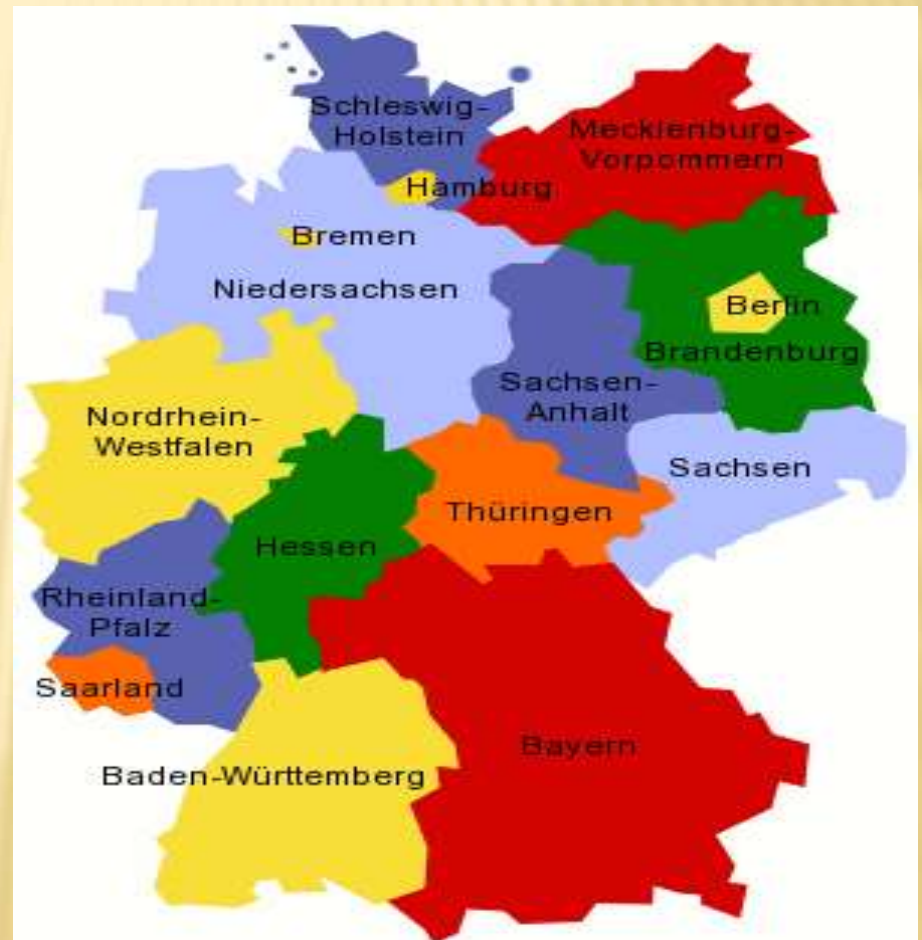 Schleswig-
Holstein
Mecklenburg-
Vorpommern
Hamburg
Bremen
Niedersachsen
Berlin
Brandenburg
Sachsen-
Anhalt
Nordrhein-
Westfalen
Sachsen
Thüringen
Hessen
Rheinland-
Pfalz
Saarland
Bayern
Baden-Württemberg